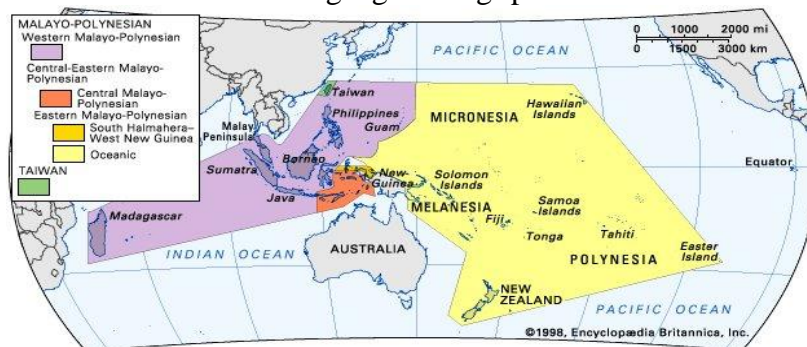 MALAYO-POLYNESIAN
Western Malayo-Polynesian
Central-Eastern Malayo-
Polynesian
Central Malayo-
Polynesian
Eastern Malayo-Polynesian
South Halmahera–
West New Guinea
Oceanic
TAIWAN
0 1000 2000 mi
0 1500 3000 km
PACIFIC OCEAN
Taiwan
Philippines
Guam
MICRONESIA
Hawaiian
Islands
Malay
Peninsula
Borneo
Sumatra
New
Guinea
Solomon
Islands
Equator
Java
MELANESIA
Samoa
Islands
Madagascar
Fiji
Tonga
Tahiti
Easter
Island
INDIAN OCEAN
AUSTRALIA
POLYNESIA
NEW
ZEALAND
PACIFIC OCEAN
©1998, Encyclopædia Britannica, Inc.